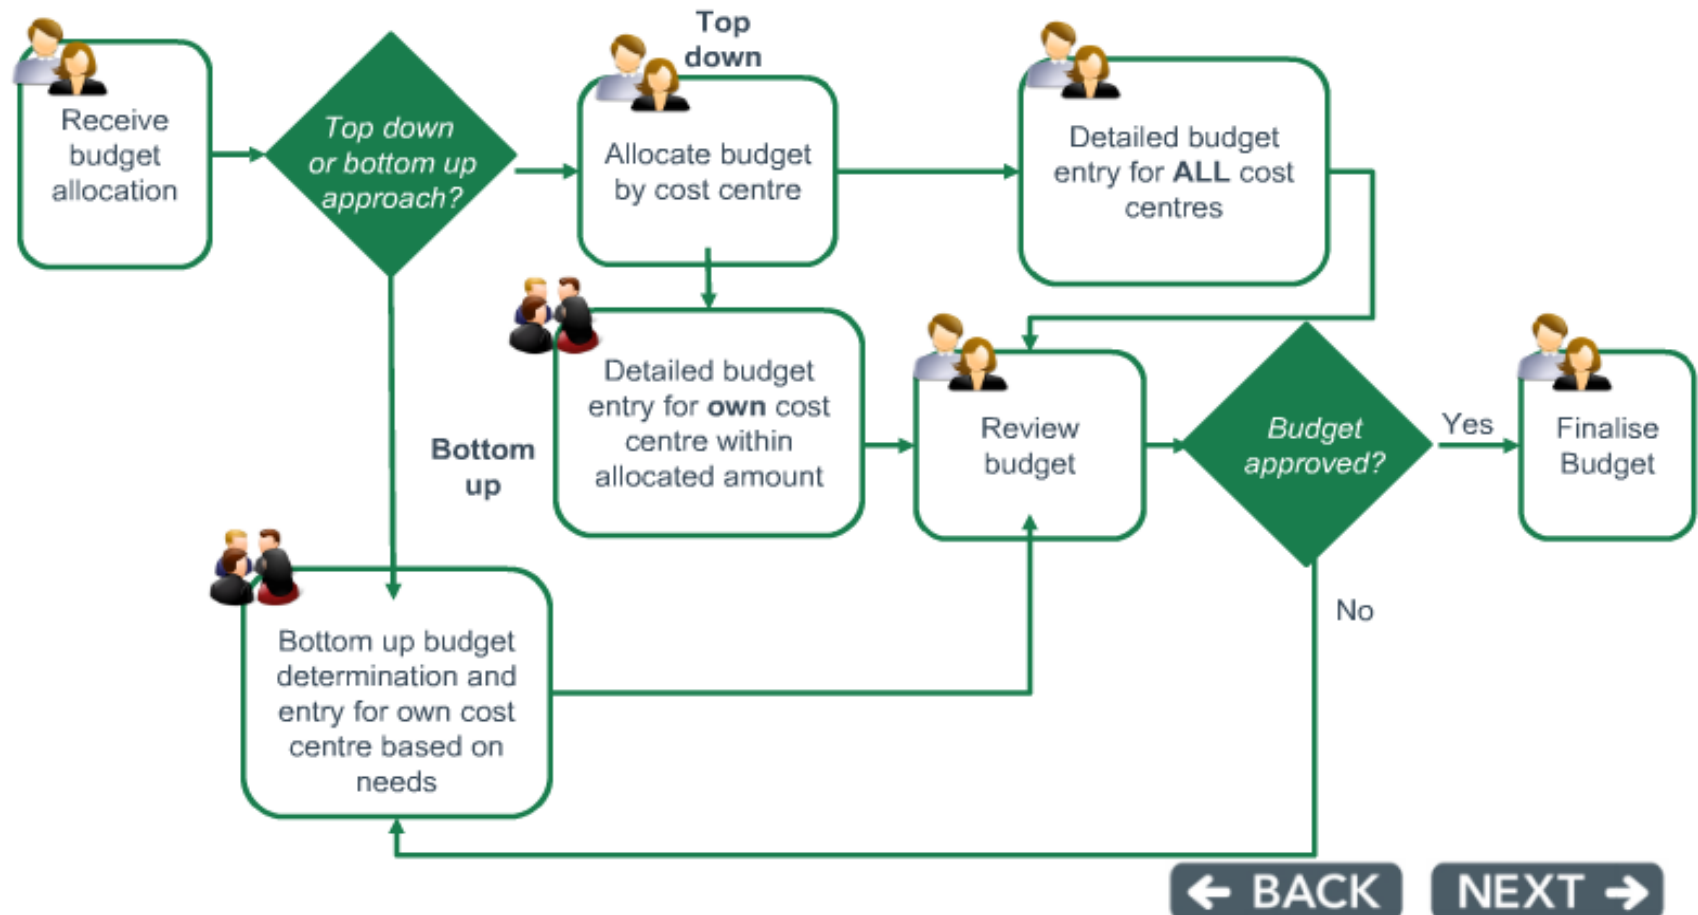 Receive
budget
allocation
Top down
or bottom up
approach?
Top
down
Allocate budget
by cost centre
Detailed budget
entry for ALL cost
centres
Detailed budget
entry for own cost
centre within
allocated amount
Bottom
up
Bottom up budget
determination and
entry for own cost
centre based on
needs
Review
budget
Budget
approved?
Yes
No
Finalise
Budget
BACK
NEXT